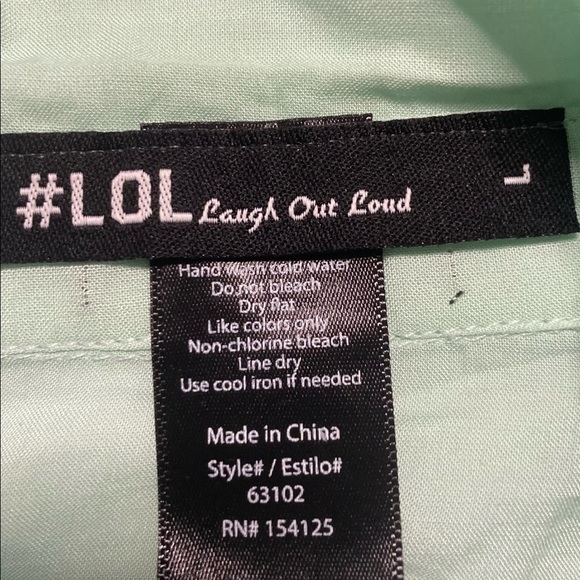 #LOL Laugh Out Loud L
Hand Wash cold water
Do not bleach
Dry flat
Like colors only
Non-chlorine bleach
Line dry
Use cool iron if needed
Made in China
Style# / Estilo#
63102
RN# 154125